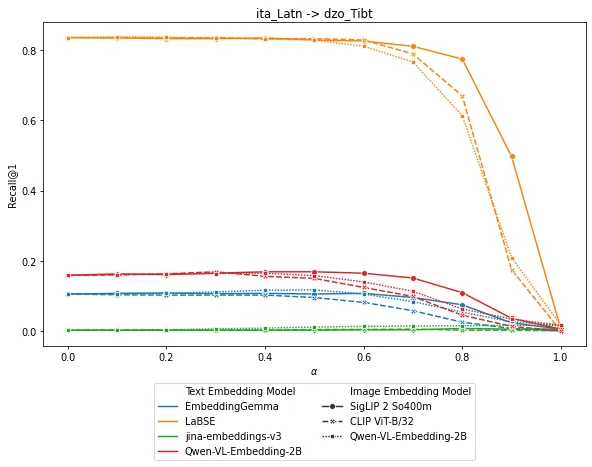 ita_Latn -> dzo_Tibt
0.8
0.6
0.4
0.2
0.0
Recall@1
0.0 0.2 0.4 0.6 0.8 1.0
α
Text Embedding Model Image Embedding Model
EmbeddingGemma SigLIP 2 So400m
LaBSE CLIP ViT-B/32
jina-embeddings-v3 Qwen-VL-Embedding-2B
Qwen-VL-Embedding-2B